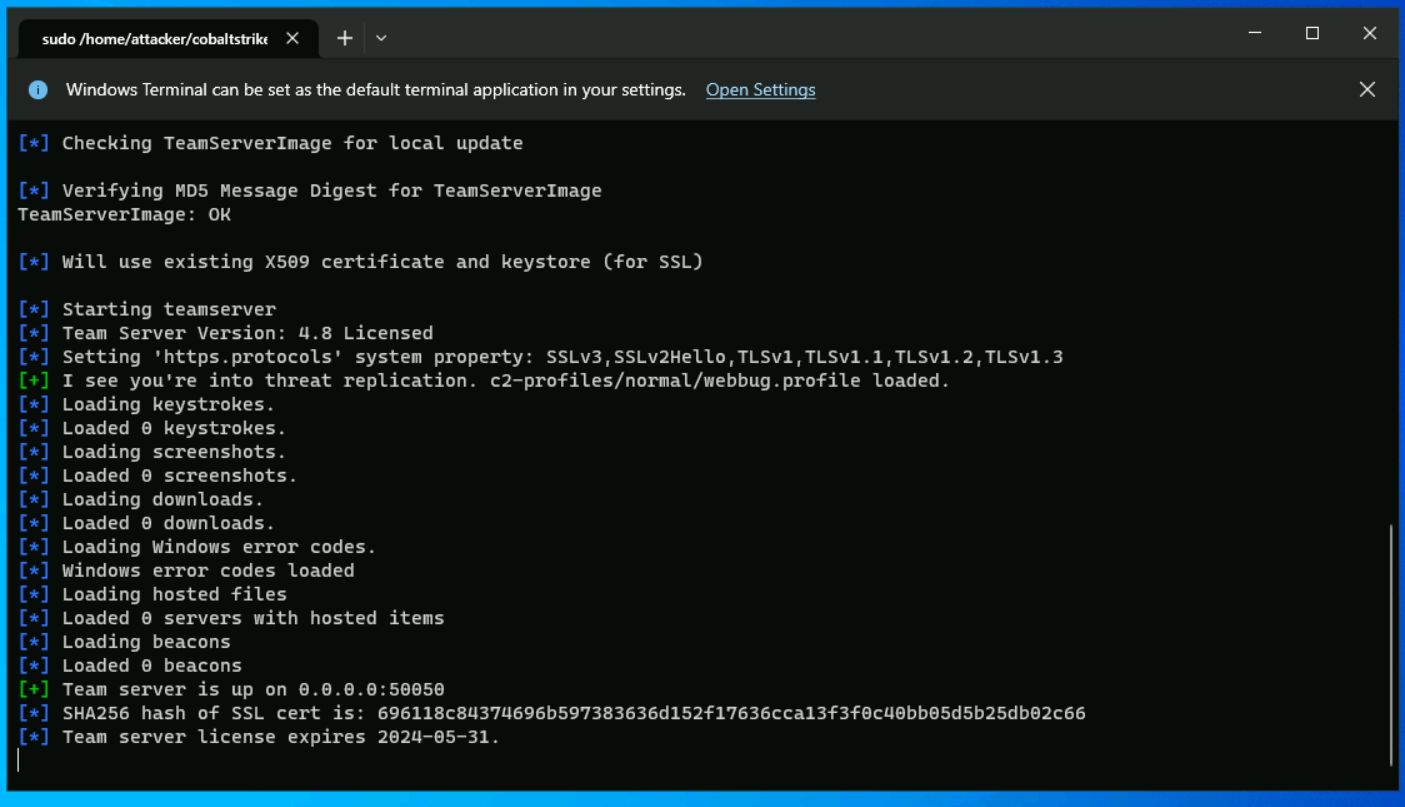 sudo /home/attacker/cobaltstrike
Windows Terminal can be set as the default terminal application in your settings. Open Settings
[*] Checking TeamServerImage for local update
[*] Verifying MD5 Message Digest for TeamServerImage
TeamServerImage: OK
[*] Will use existing X509 certificate and keystore (for SSL)
[*] Starting teamserver
[*] Team Server Version: 4.8 Licensed
[*] Setting 'https.protocols' system property: SSLv3,SSLv2Hello,TLSv1,TLSv1.1,TLSv1.2,TLSv1.3
[+] I see you're into threat replication. c2-profiles/normal/webbug.profile loaded.
[*] Loading keystrokes.
[*] Loaded 0 keystrokes.
[*] Loading screenshots.
[*] Loaded 0 screenshots.
[*] Loading downloads.
[*] Loaded 0 downloads.
[*] Loading Windows error codes.
[*] Windows error codes loaded
[*] Loading hosted files
[*] Loaded 0 servers with hosted items
[*] Loading beacons
[*] Loaded 0 beacons
[+] Team server is up on 0.0.0.0:50050
[*] SHA256 hash of SSL cert is: 696118c84374696b597383636d152f17636cca13f3f0c40bb05d5b25db02c66
[*] Team server license expires 2024-05-31.